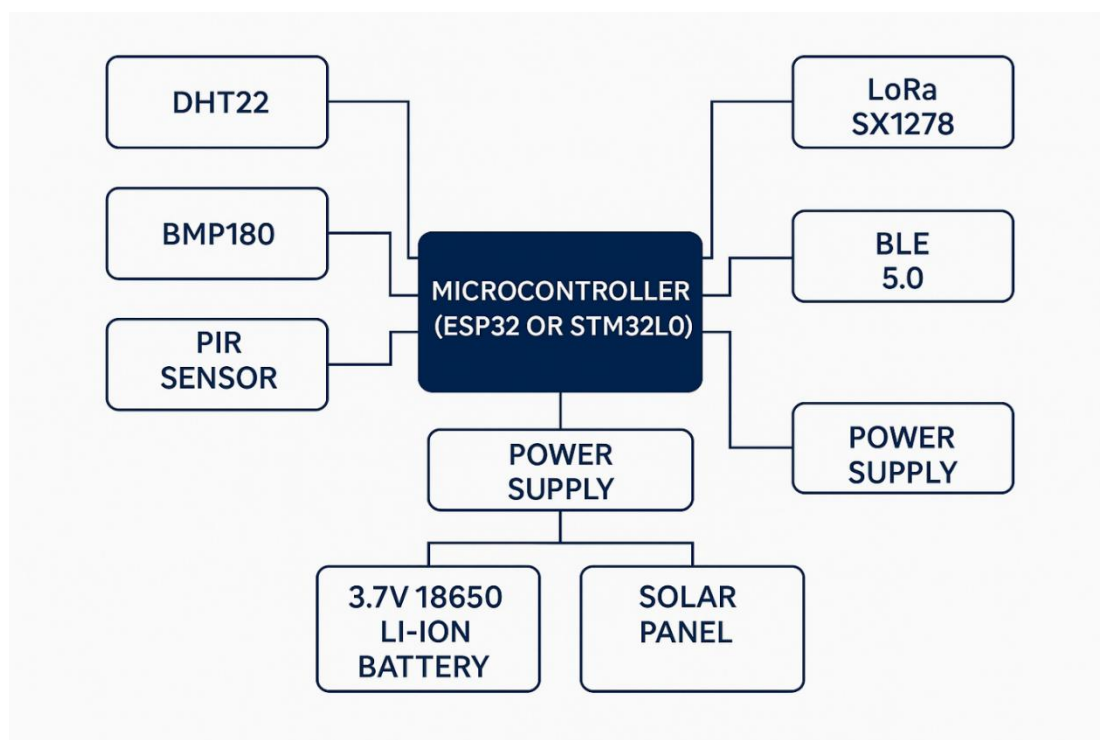 DHT22
BMP180
PIR
SENSOR
MICROCONTROLLER
(ESP32 OR STM32L0)
LoRa
SX1278
BLE
5.0
POWER
SUPPLY
POWER
SUPPLY
3.7V 18650
LI-ION
BATTERY
SOLAR
PANEL